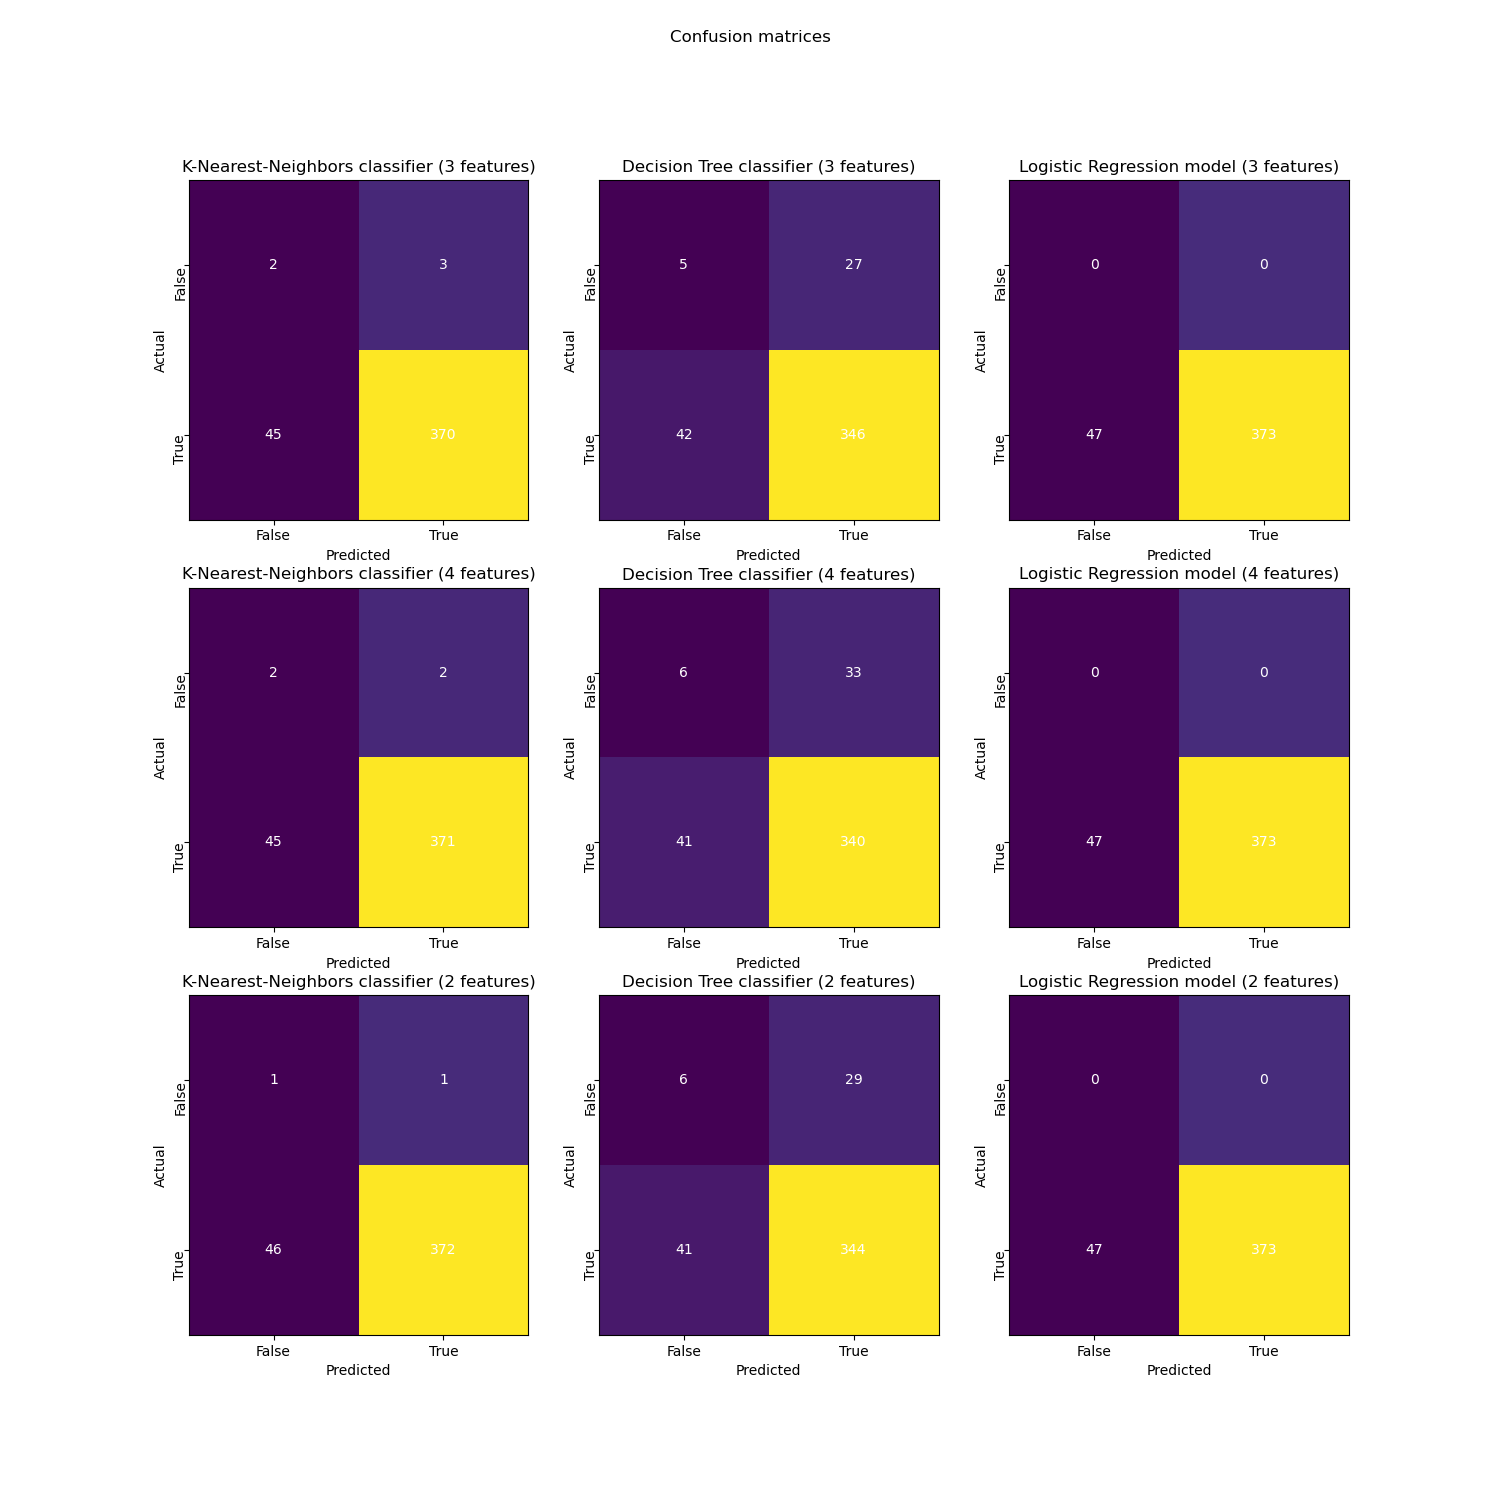 Confusion matrices
K-Nearest-Neighbors classifier (3 features)
Decision Tree classifier (3 features)
Logistic Regression model (3 features)
Actual
False
True
2
3
45
370
False
True
Predicted
Actual
False
True
5
27
42
346
False
True
Predicted
Actual
False
True
0
0
47
373
False
True
Predicted
K-Nearest-Neighbors classifier (4 features)
Decision Tree classifier (4 features)
Logistic Regression model (4 features)
Actual
False
True
2
2
45
371
False
True
Predicted
Actual
False
True
6
33
41
340
False
True
Predicted
Actual
False
True
0
0
47
373
False
True
Predicted
K-Nearest-Neighbors classifier (2 features)
Decision Tree classifier (2 features)
Logistic Regression model (2 features)
Actual
False
True
1
1
46
372
False
True
Predicted
Actual
False
True
6
29
41
344
False
True
Predicted
Actual
False
True
0
0
47
373
False
True
Predicted